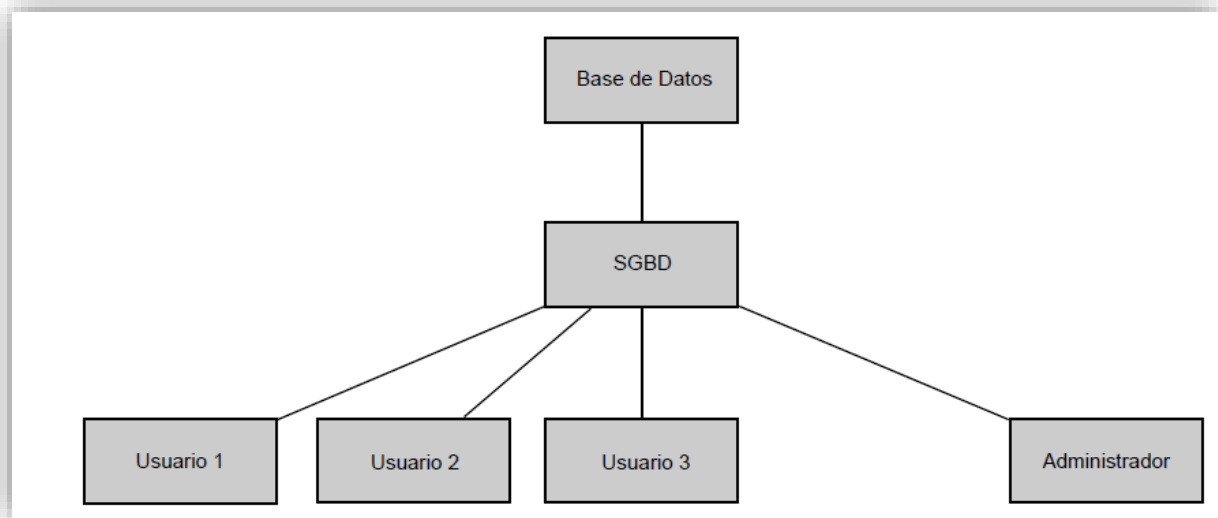 Base de Datos
SGBD
Usuario 1
Usuario 2
Usuario 3
Administrador